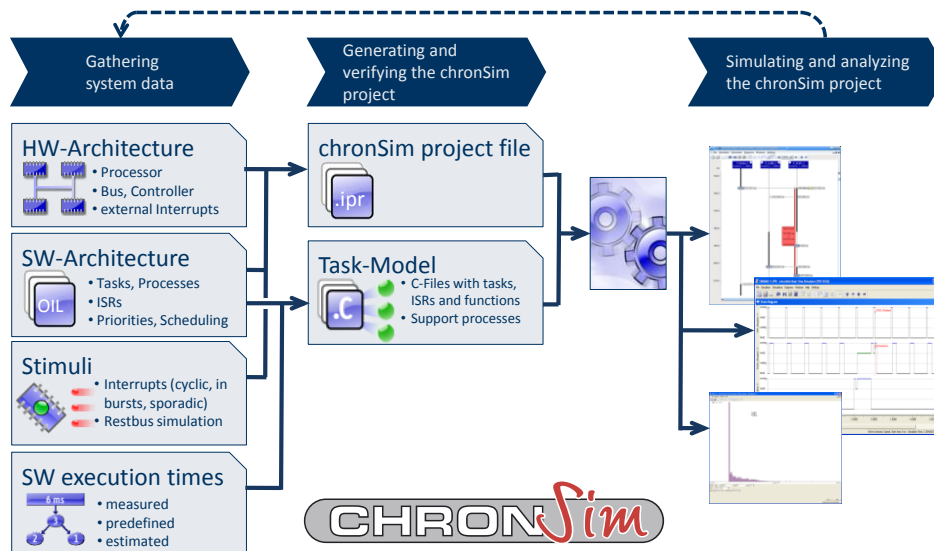 Gathering
system data
Generating and
verifying the chronSim
project
Simulating and analyzing
the chronSim project
HW-Architecture
• Processor
• Bus, Controller
• external Interrupts
SW-Architecture
OIL
• Tasks, Processes
• ISRs
• Priorities, Scheduling
Stimuli
• Interrupts (cyclic, in
bursts, sporadic)
• Restbus simulation
SW execution times
6 ms
3
2
1
• measured
• predefined
• estimated
chronSim project file
.ipr
Task-Model
.C
• C-Files with tasks,
ISRs and functions
• Support processes
CHRONSim